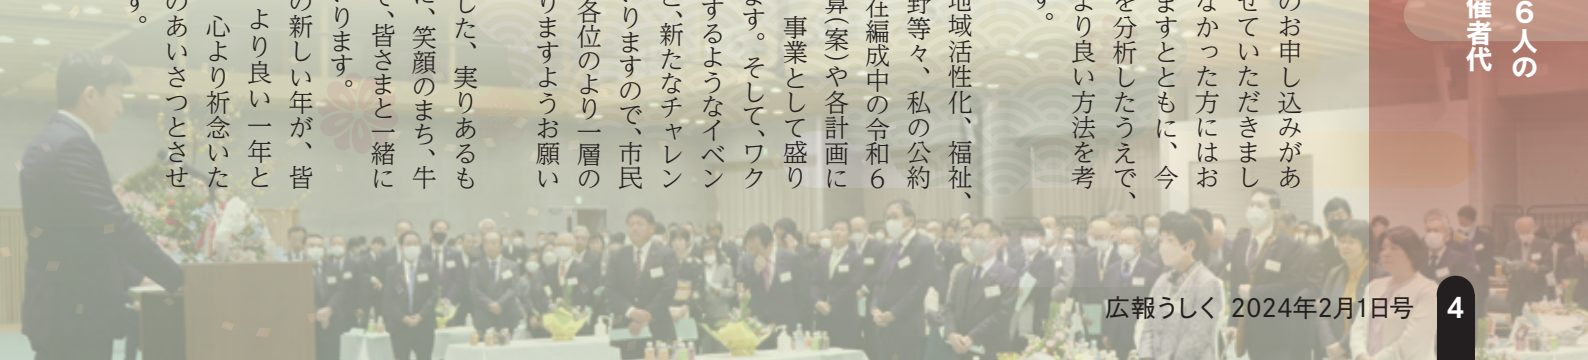 6人の
催者代
のお申し込みがあ
せていただきまし
なかった方にはお
ますとともに、今
を分析したうえで、
より良い方法を考
す。
地域活性化、福祉、
野等々、私の公約
在編成中の令和6
算(案)や各計画に
事業として盛り
ます。そして、ワク
するようなイベン
と、新たなチャレン
りますので、市民
各位のより一層の
りますようお願い
した、実りあるも
に、笑顔のまち、牛
て、皆さまと一緒に
いります。
の新しい年が、皆
より良い一年と
心より祈念いた
のあいさつとさせ
す。
広報うしく 2024年2月1日号
4